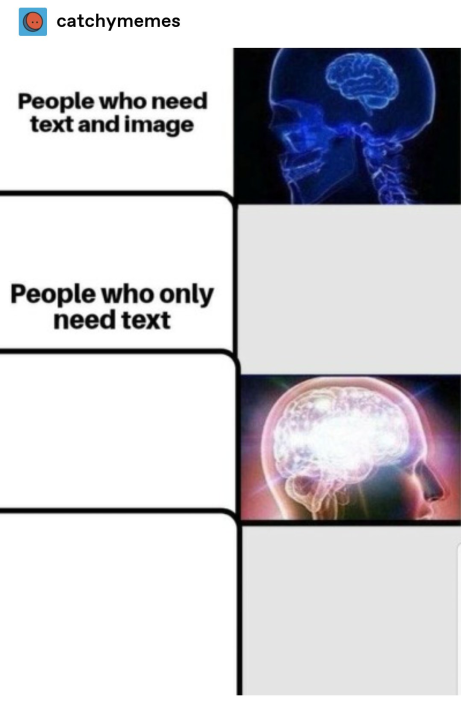 catchymemes
People who need
text and image
People who only
need text